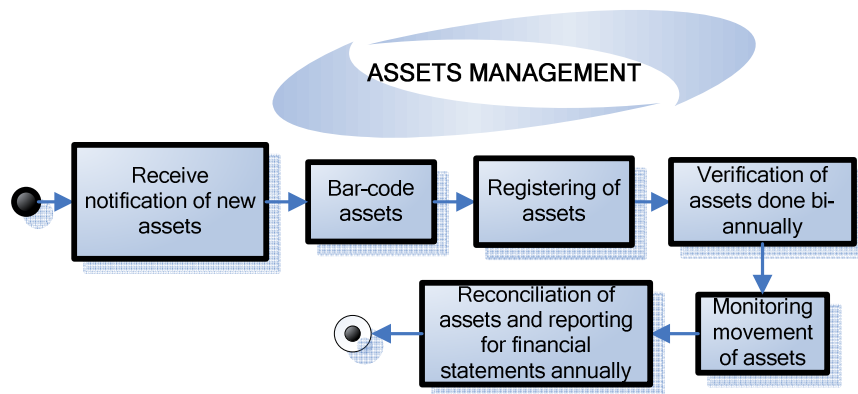 ASSETS MANAGEMENT
Receive
notification of new
assets
Bar-code
assets
Registering of
assets
Verification of
assets done bi-
annually
Monitoring
movement
of assets
Reconciliation of
assets and reporting
for financial
statements annually